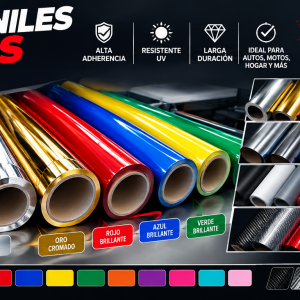 NILES
S
ALTA
ADHERENCIA
RESISTENTE
UV
LARGA
DURACIÓN
IDEAL PARA
AUTOS, MOTOS,
HOGAR Y MÁS
ORO
CROMADO
ROJO
BRILLANTE
AZUL
BRILLANTE
VERDE
BRILLANTE